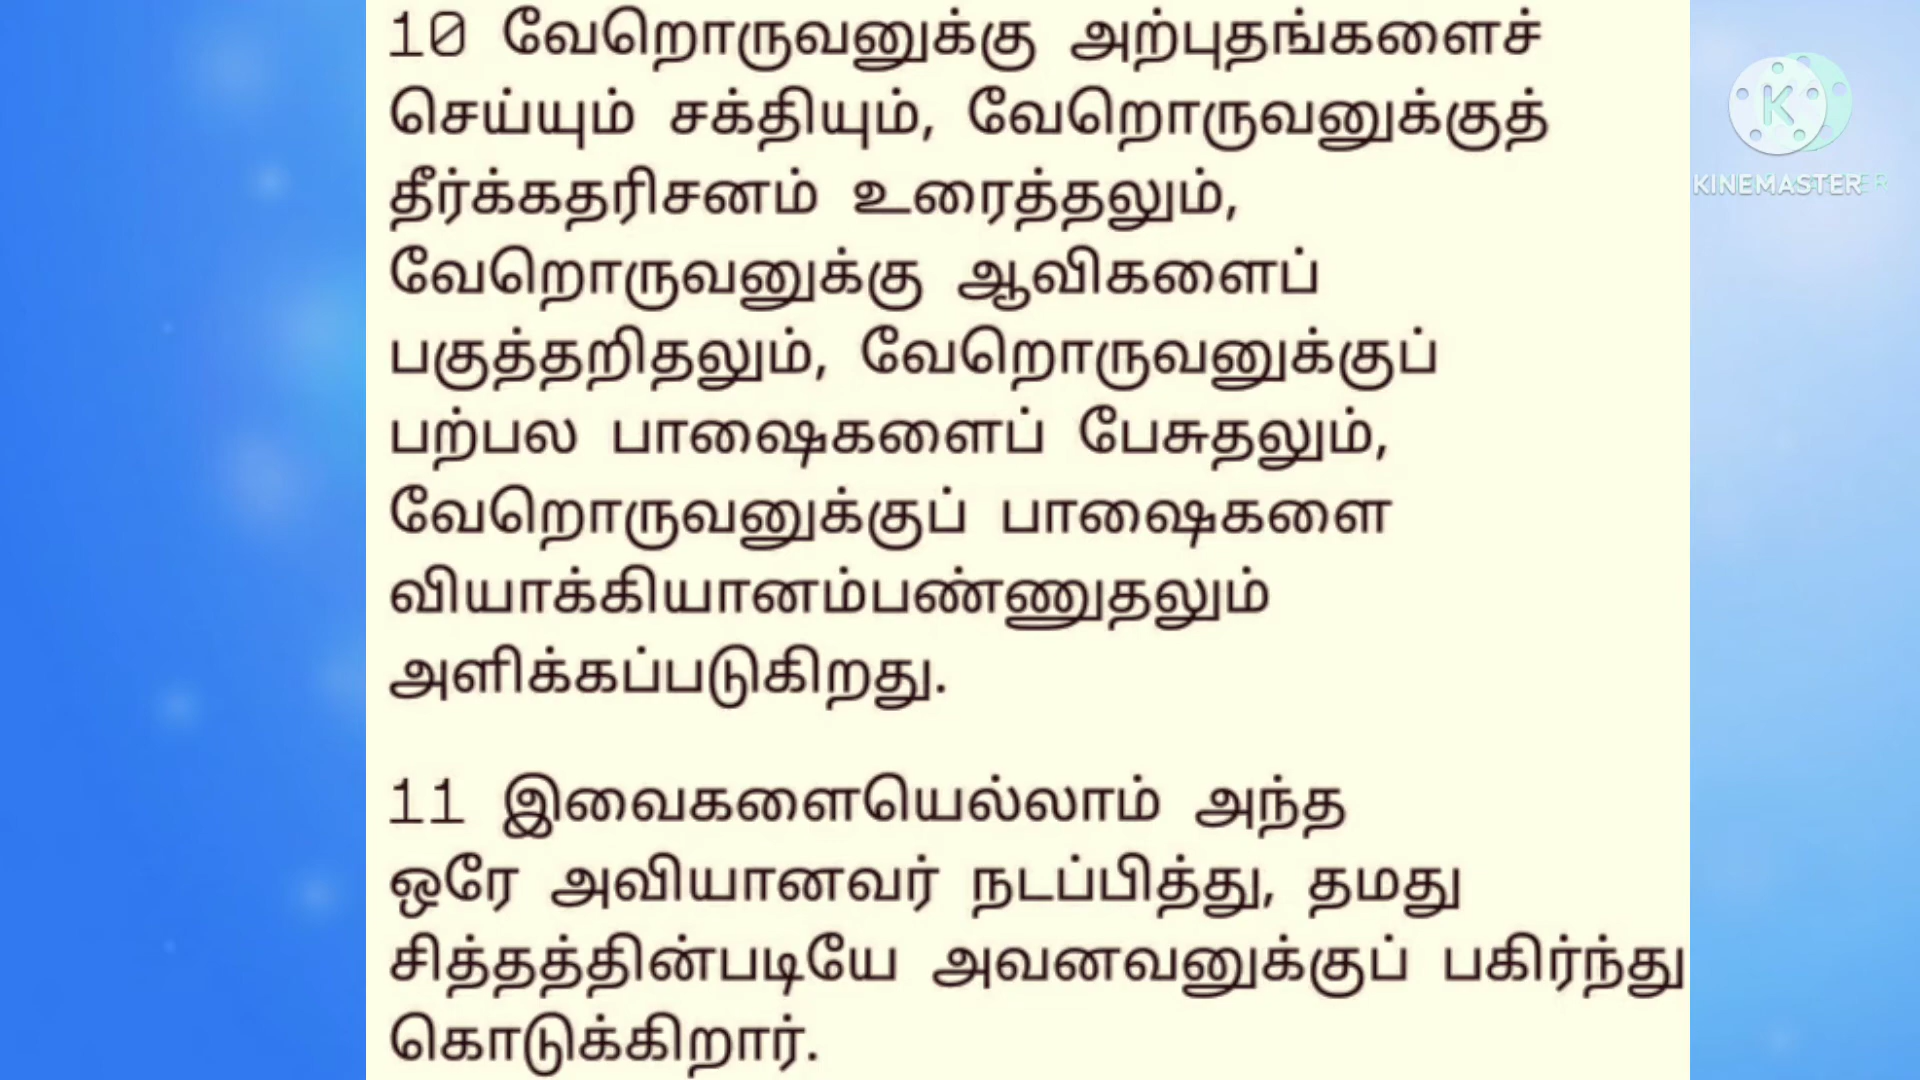 10 வேறொருவனுக்கு அற்புதங்களைச்
செய்யும் சக்தியும், வேறொருவனுக்குத்
தீர்க்கதரிசனம் உரைத்தலும்,
வேறொருவனுக்கு ஆவிகளைப்
பகுத்தறிதலும், வேறொருவனுக்குப்
பற்பல பாஷைகளைப் பேசுதலும்,
வேறொருவனுக்குப் பாஷைகளை
வியாக்கியானம்பண்ணுதலும்
அளிக்கப்படுகிறது.
11 இவைகளையெல்லாம் அந்த
ஒரே அவியானவர் நடப்பித்து, தமது
சித்தத்தின்படியே அவனவனுக்குப் பகிர்ந்து
கொடுக்கிறார்.
K
KINEMASTER